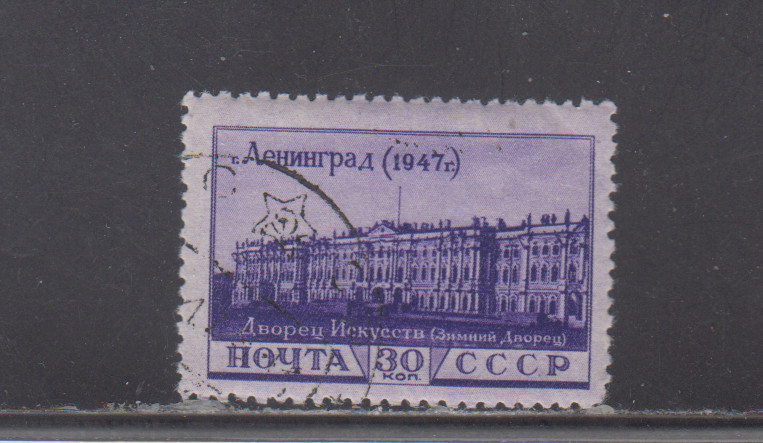 г. Ленинград (1947г.)
Дворец Искусств (Зимний Дворец)
ПОЧТА 30 КОП. СССР